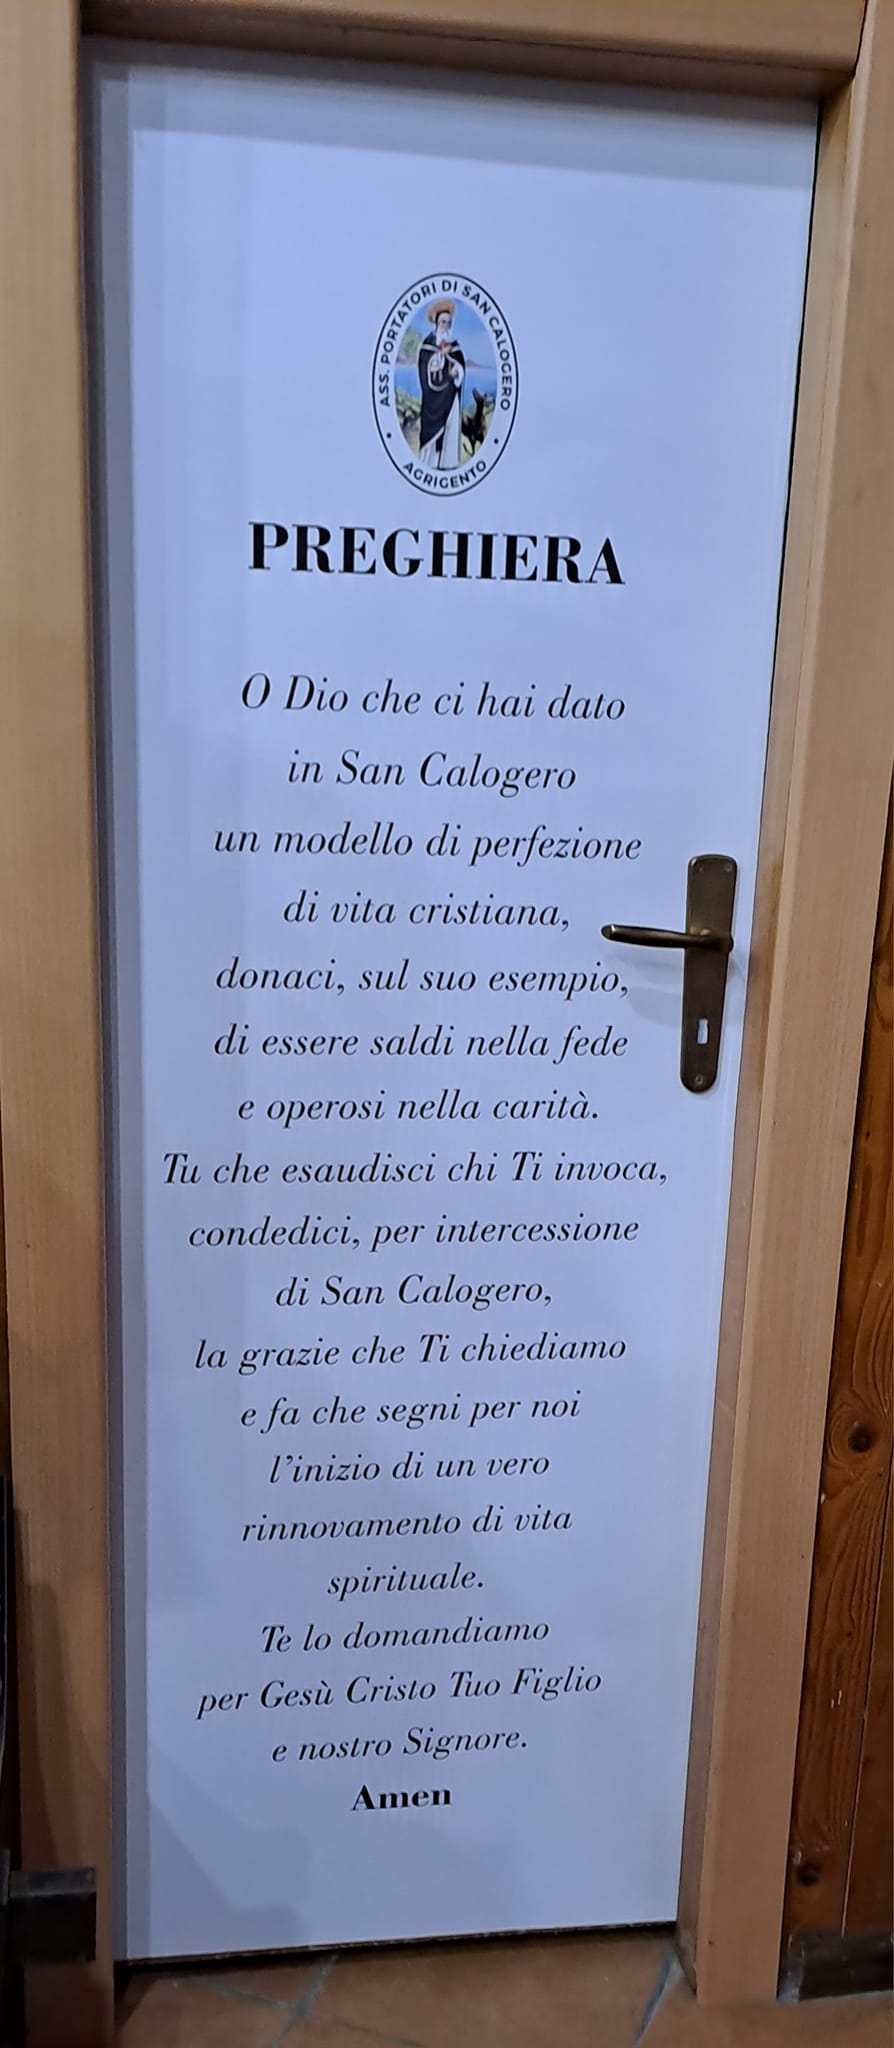 ASS. PORTATORI DI SAN CALOGERO
AGRIGENTO
PREGHIERA
O Dio che ci hai dato
in San Calogero
un modello di perfezione
di vita cristiana,
donaci, sul suo esempio,
di essere saldi nella fede
e operosi nella carità.
Tu che esaudisci chi Ti invoca,
condedici, per intercessione
di San Calogero,
la grazie che Ti chiediamo
e fa che segni per noi
l’inizio di un vero
rinnovamento di vita
spirituale.
Te lo domandiamo
per Gesù Cristo Tuo Figlio
e nostro Signore.
Amen